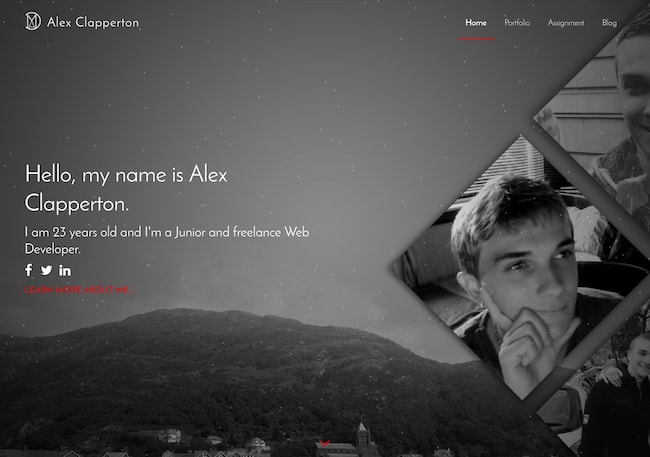 Alex Clapperton
Home Portfolio Assignment Blog
Hello, my name is Alex
Clapperton.
I am 23 years old and I'm a Junior and freelance Web
Developer.
LEARN MORE ABOUT ME